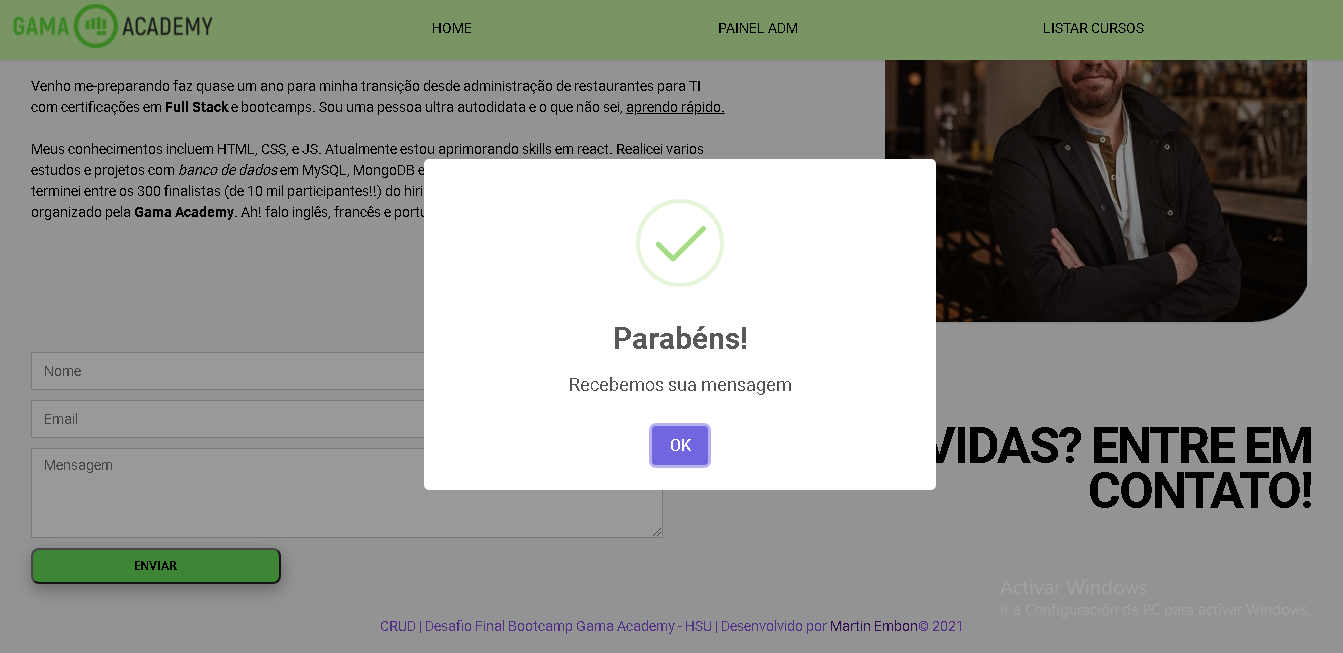 GAMA ACADEMY
HOME
PAINEL ADM
LISTAR CURSOS
Venho me-preparando faz quase um ano para minha transição desde administração de restaurantes para TI
com certificações em Full Stack e bootcamps. Sou uma pessoa ultra autodidata e o que não sei, aprendo rápido.
Meus conhecimentos incluem HTML, CSS, e JS. Atualmente estou aprimorando skills em react. Realicei varios
estudos e projetos com banco de dados em MySQL, MongoDB e
terminei entre os 300 finalistas (de 10 mil participantes!!) do hiri
organizado pela Gama Academy. Ah! falo inglês, francês e portu
Parabéns!
Recebemos sua mensagem
OK
Nome
Email
Mensagem
ENVIAR
VIDAS? ENTRE EM
CONTATO!
Activar Windows
Ir a Configuración de PC para activar Windows.
CRUD | Desafio Final Bootcamp Gama Academy - HSU | Desenvolvido por Martin Embon© 2021